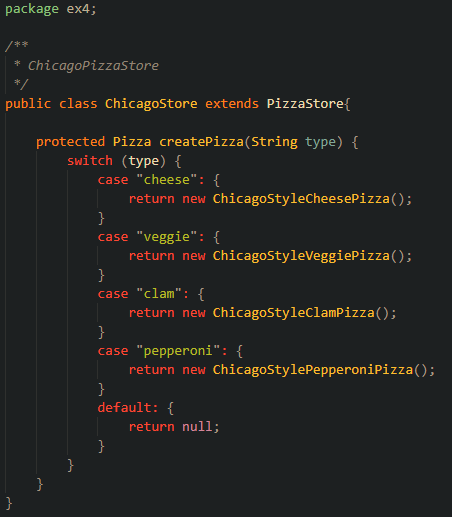 package ex4;

/**
 * ChicagoPizzaStore
 */
public class ChicagoStore extends PizzaStore{

    protected Pizza createPizza(String type) {
        switch (type) {
            case "cheese": {
                return new ChicagoStyleCheesePizza();
            }
            case "veggie": {
                return new ChicagoStyleVeggiePizza();
            }
            case "clam": {
                return new ChicagoStyleClamPizza();
            }
            case "pepperoni": {
                return new ChicagoStylePepperoniPizza();
            }
            default: {
                return null;
            }
        }
    }
}